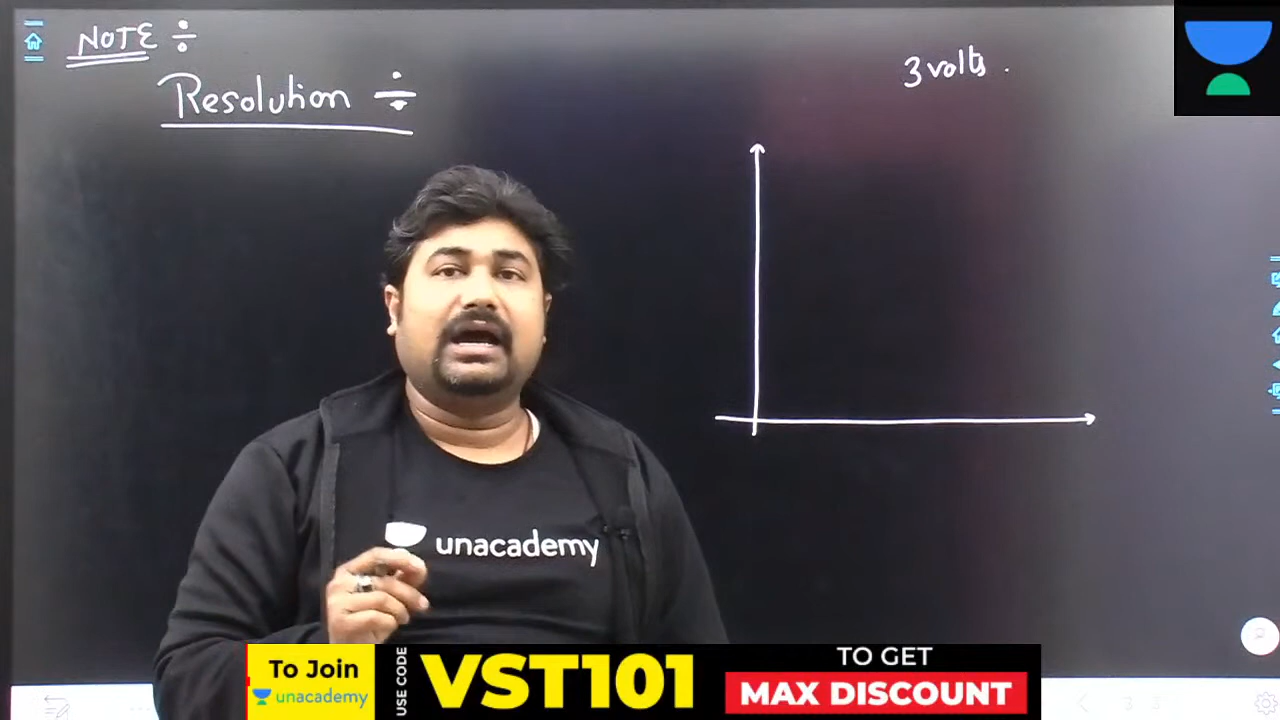 NOTE ÷
Resolution ÷
3 volts .
unacademy
To Join
unacademy
USE CODE
VST101
TO GET
MAX DISCOUNT